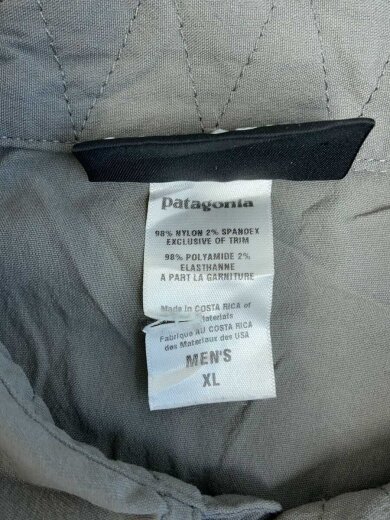 patagonia
98% NYLON 2% SPANDEX
EXCLUSIVE OF TRIM
98% POLYAMIDE 2%
ELASTHANNE
A PART LA GARNITURE
Made in COSTA RICA of
Materials
Fabriqué AU COSTA RICA
des Materiaux des USA
MEN'S
XL